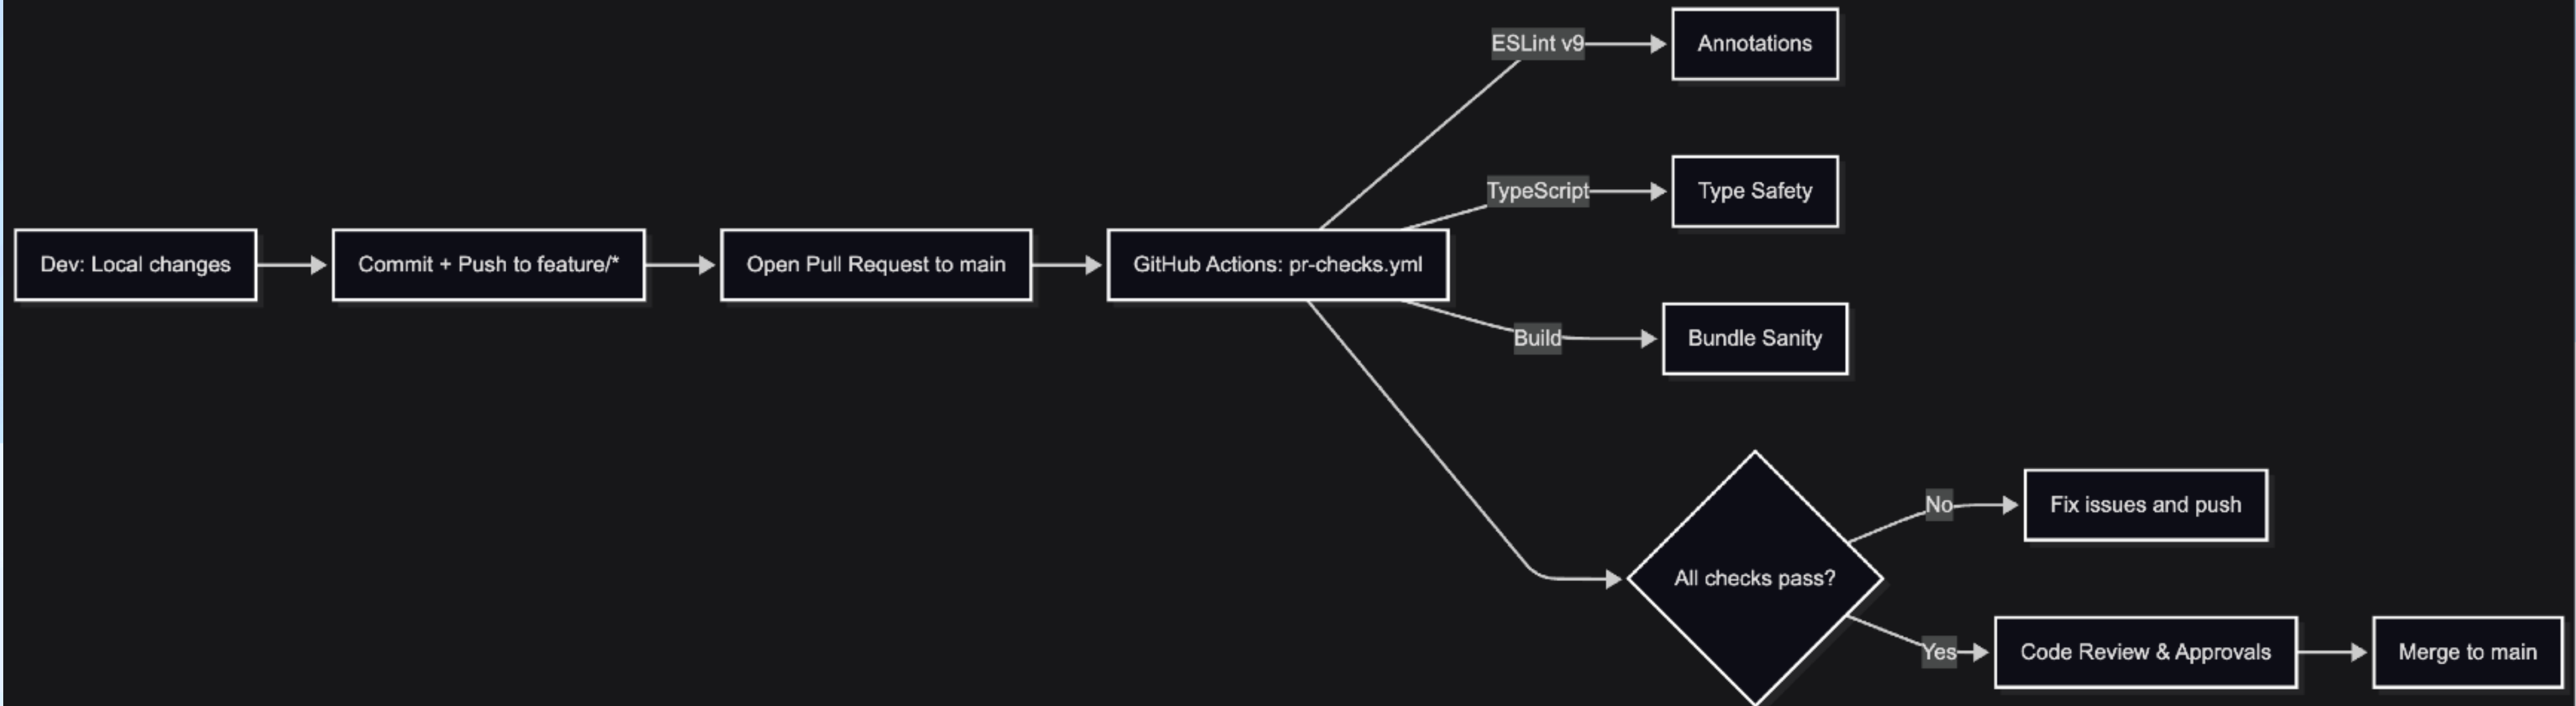 Dev: Local changes
Commit + Push to feature/*
Open Pull Request to main
GitHub Actions: pr-checks.yml
ESLint v9
Annotations
TypeScript
Type Safety
Build
Bundle Sanity
All checks pass?
No
Fix issues and push
Yes
Code Review & Approvals
Merge to main